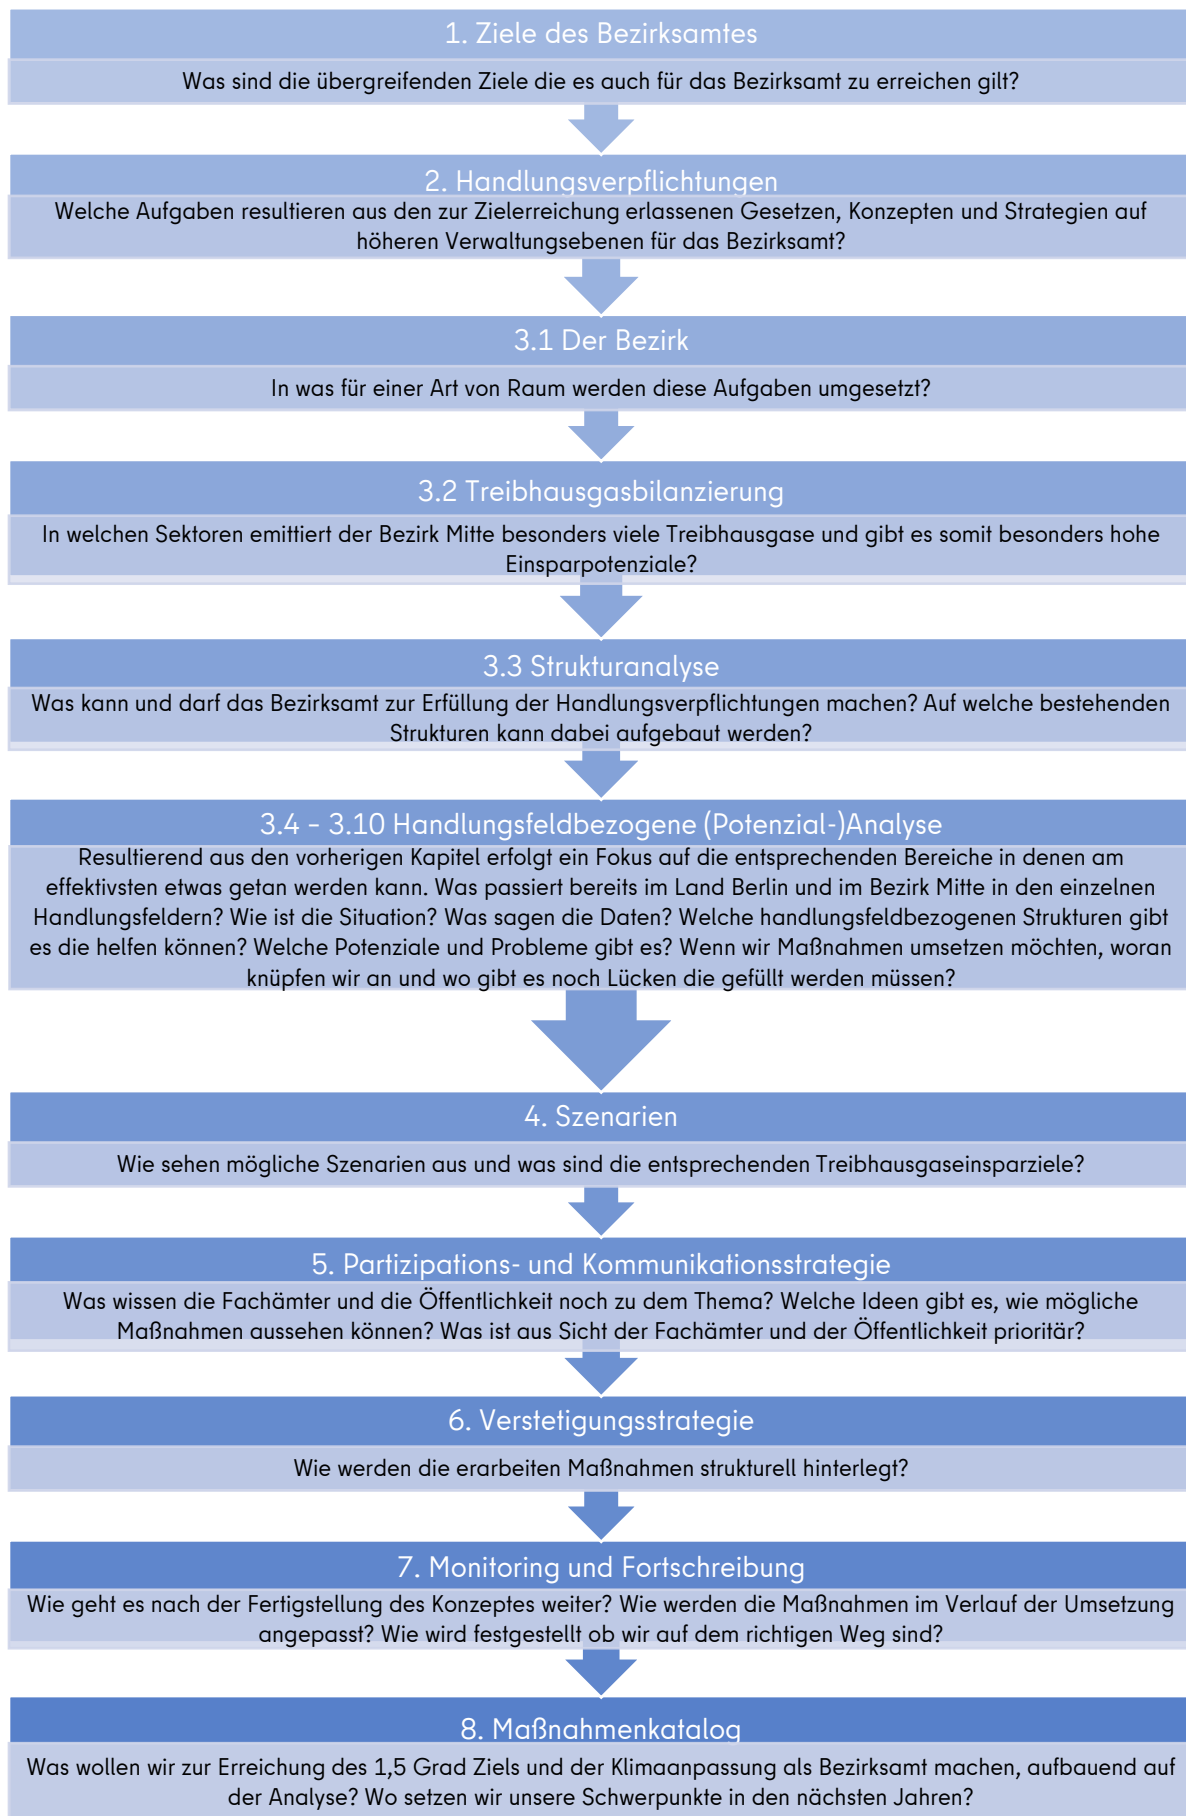 1. Ziele des Bezirksamtes
Was sind die übergreifenden Ziele die es auch für das Bezirksamt zu erreichen gilt?
2. Handlungsverpflichtungen
Welche Aufgaben resultieren aus den zur Zielerreichung erlassenen Gesetzen, Konzepten und Strategien auf
höheren Verwaltungsebenen für das Bezirksamt?
3.1 Der Bezirk
In was für einer Art von Raum werden diese Aufgaben umgesetzt?
3.2 Treibhausgasbilanzierung
In welchen Sektoren emittiert der Bezirk Mitte besonders viele Treibhausgase und gibt es somit besonders hohe
Einsparpotenziale?
3.3 Strukturanalyse
Was kann und darf das Bezirksamt zur Erfüllung der Handlungsverpflichtungen machen? Auf welche bestehenden
Strukturen kann dabei aufgebaut werden?
3.4 – 3.10 Handlungsfeldbezogene (Potenzial-)Analyse
Resultierend aus den vorherigen Kapitel erfolgt ein Fokus auf die entsprechenden Bereiche in denen am
effektivsten etwas getan werden kann. Was passiert bereits im Land Berlin und im Bezirk Mitte in den einzelnen
Handlungsfeldern? Wie ist die Situation? Was sagen die Daten? Welche handlungsfeldbezogenen Strukturen gibt
es die helfen können? Welche Potenziale und Probleme gibt es? Wenn wir Maßnahmen umsetzen möchten, woran
knüpfen wir an und wo gibt es noch Lücken die gefüllt werden müssen?
4. Szenarien
Wie sehen mögliche Szenarien aus und was sind die entsprechenden Treibhausgaseinsparziele?
5. Partizipations- und Kommunikationsstrategie
Was wissen die Fachämter und die Öffentlichkeit noch zu dem Thema? Welche Ideen gibt es, wie mögliche
Maßnahmen aussehen können? Was ist aus Sicht der Fachämter und der Öffentlichkeit prioritär?
6. Verstetigungsstrategie
Wie werden die erarbeiten Maßnahmen strukturell hinterlegt?
7. Monitoring und Fortschreibung
Wie geht es nach der Fertigstellung des Konzeptes weiter? Wie werden die Maßnahmen im Verlauf der Umsetzung
angepasst? Wie wird festgestellt ob wir auf dem richtigen Weg sind?
8. Maßnahmenkatalog
Was wollen wir zur Erreichung des 1,5 Grad Ziels und der Klimaanpassung als Bezirksamt machen, aufbauend auf
der Analyse? Wo setzen wir unsere Schwerpunkte in den nächsten Jahren?